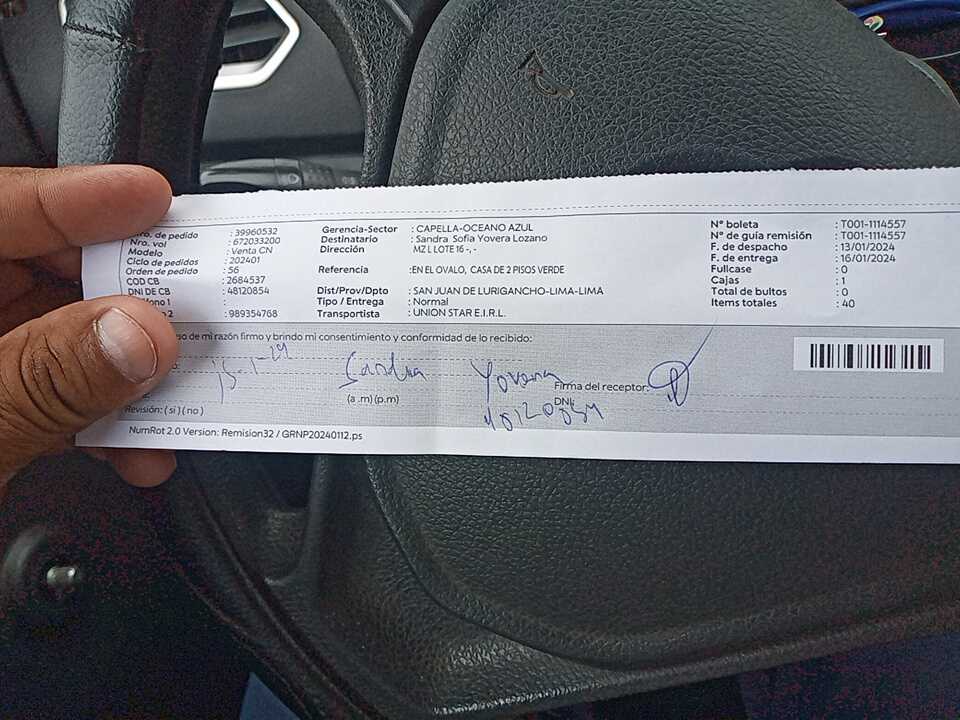 Nro. de pedido : 39960532
Nro. vol : 672033200
Modelo : Venta CN
Ciclo de pedidos : 202401
Orden de pedido : 56
COD CB : 2684537
DNI DE CB : 48120854
:
2 : 989354768
Gerencia-Sector : CAPELLA-OCEANO AZUL
Destinatario : Sandra Sofia Yovera Lozano
Dirección MZ L LOTE 16 -, -
Referencia :EN EL OVALO, CASA DE 2 PISOS VERDE
Dist/Prov/Dpto : SAN JUAN DE LURIGANCHO-LIMA-LIMA
Tipo / Entrega : Normal
Transportista : UNION STAR E.I.R.L.
N° boleta : T001-1114557
N° de guía remisión : T001-1114557
F. de despacho : 13/01/2024
F. de entrega : 16/01/2024
Fullcase : 0
Cajas : 1
Total de bultos : 0
Items totales : 40
de mi razón firmo y brindo mi consentimiento y conformidad de lo recibido:
Sandra Yovera Firma del receptor:
(a .m) (p.m) DNI:
Revisión: ( si ) ( no )
NumRot 2.0 Version: Remision32 / GRNP20240112.ps